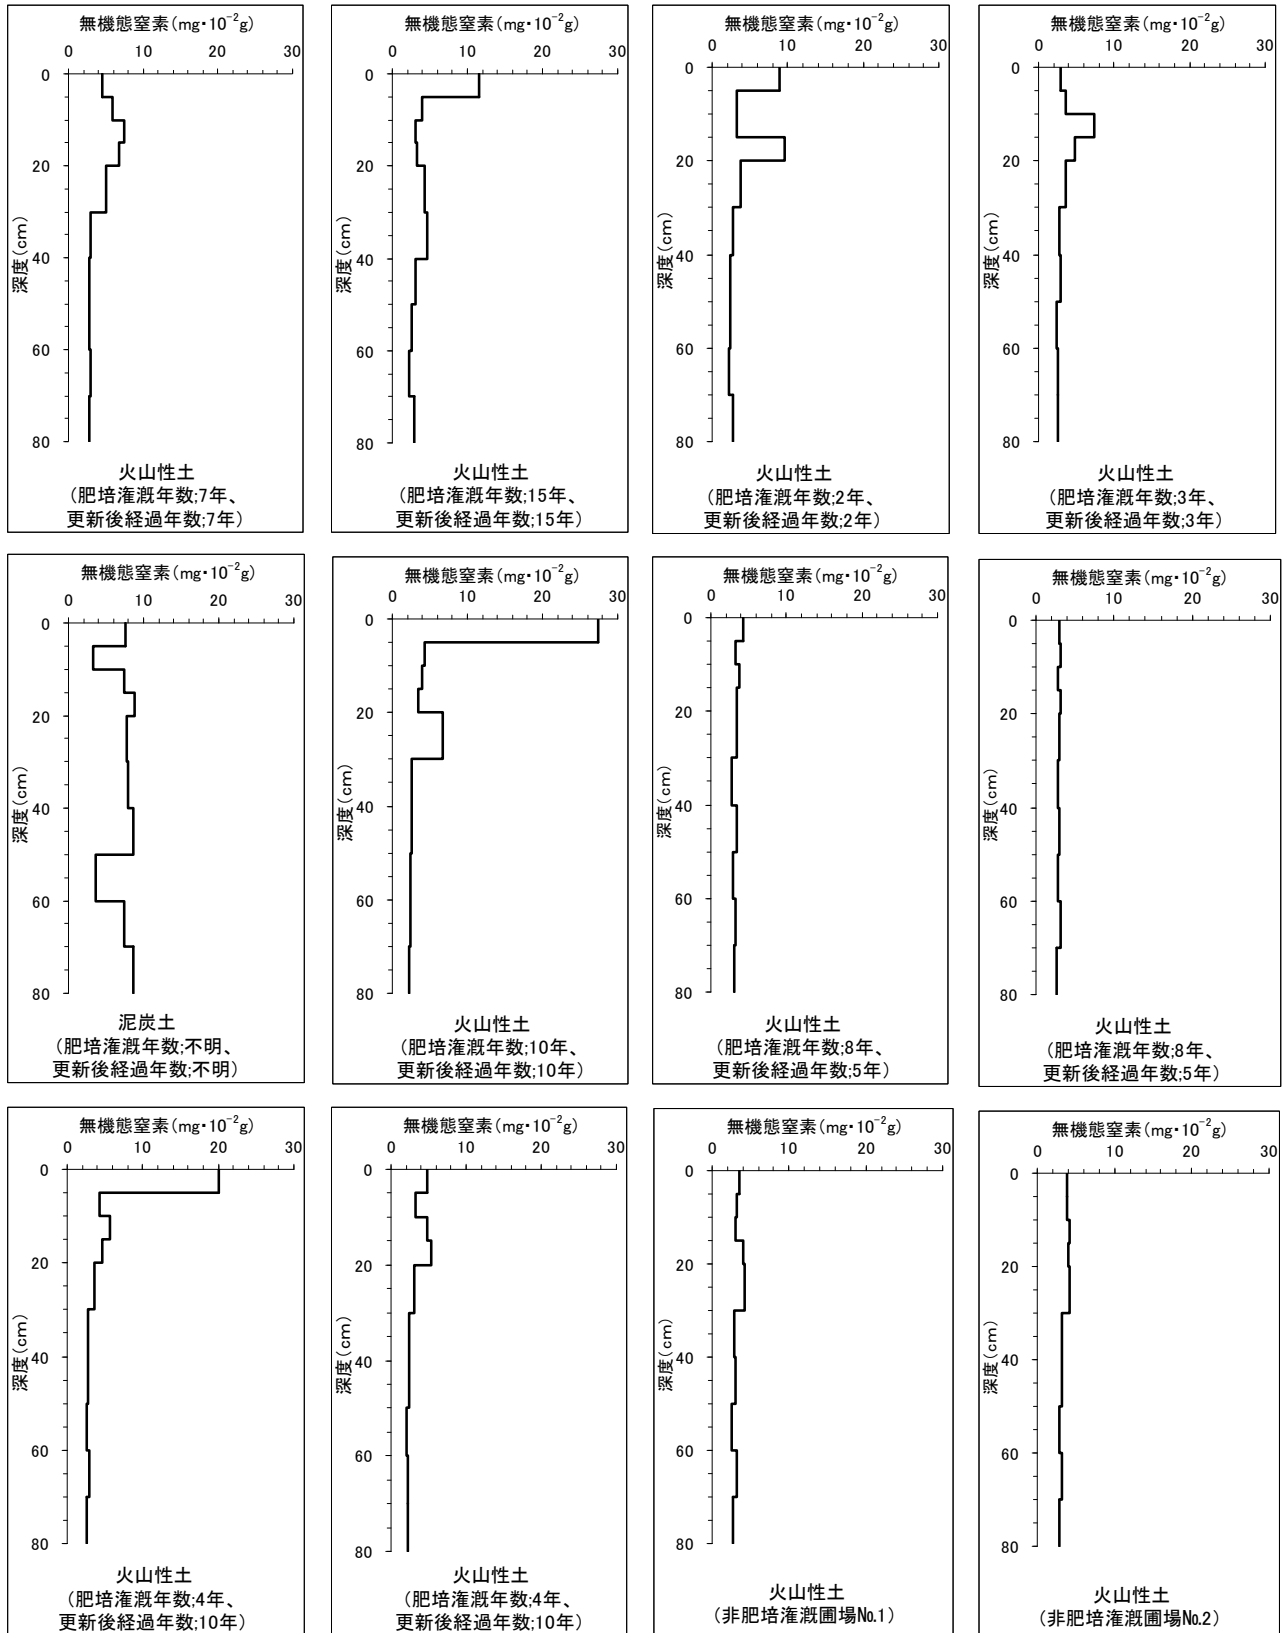 無機態窒素(mg・10⁻²g)
0 10 20 30
0
20
40
60
80
深度(cm)
火山性土
(肥培潅漑年数;7年、
更新後経過年数;7年)
無機態窒素(mg・10⁻²g)
0 10 20 30
0
20
40
60
80
深度(cm)
火山性土
(肥培潅漑年数;15年、
更新後経過年数;15年)
無機態窒素(mg・10⁻²g)
0 10 20 30
0
20
40
60
80
深度(cm)
火山性土
(肥培潅漑年数;2年、
更新後経過年数;2年)
無機態窒素(mg・10⁻²g)
0 10 20 30
0
20
40
60
80
深度(cm)
火山性土
(肥培潅漑年数;3年、
更新後経過年数;3年)
無機態窒素(mg・10⁻²g)
0 10 20 30
0
20
40
60
80
深度(cm)
泥炭土
(肥培潅漑年数;不明、
更新後経過年数;不明)
無機態窒素(mg・10⁻²g)
0 10 20 30
0
20
40
60
80
深度(cm)
火山性土
(肥培潅漑年数;10年、
更新後経過年数;10年)
無機態窒素(mg・10⁻²g)
0 10 20 30
0
20
40
60
80
深度(cm)
火山性土
(肥培潅漑年数;8年、
更新後経過年数;5年)
無機態窒素(mg・10⁻²g)
0 10 20 30
0
20
40
60
80
深度(cm)
火山性土
(肥培潅漑年数;8年、
更新後経過年数;5年)
無機態窒素(mg・10⁻²g)
0 10 20 30
0
20
40
60
80
深度(cm)
火山性土
(肥培潅漑年数;4年、
更新後経過年数;10年)
無機態窒素(mg・10⁻²g)
0 10 20 30
0
20
40
60
80
深度(cm)
火山性土
(肥培潅漑年数;4年、
更新後経過年数;10年)
無機態窒素(mg・10⁻²g)
0 10 20 30
0
20
40
60
80
深度(cm)
火山性土
(非肥培潅漑圃場№1)
無機態窒素(mg・10⁻²g)
0 10 20 30
0
20
40
60
80
深度(cm)
火山性土
(非肥培潅漑圃場№2)